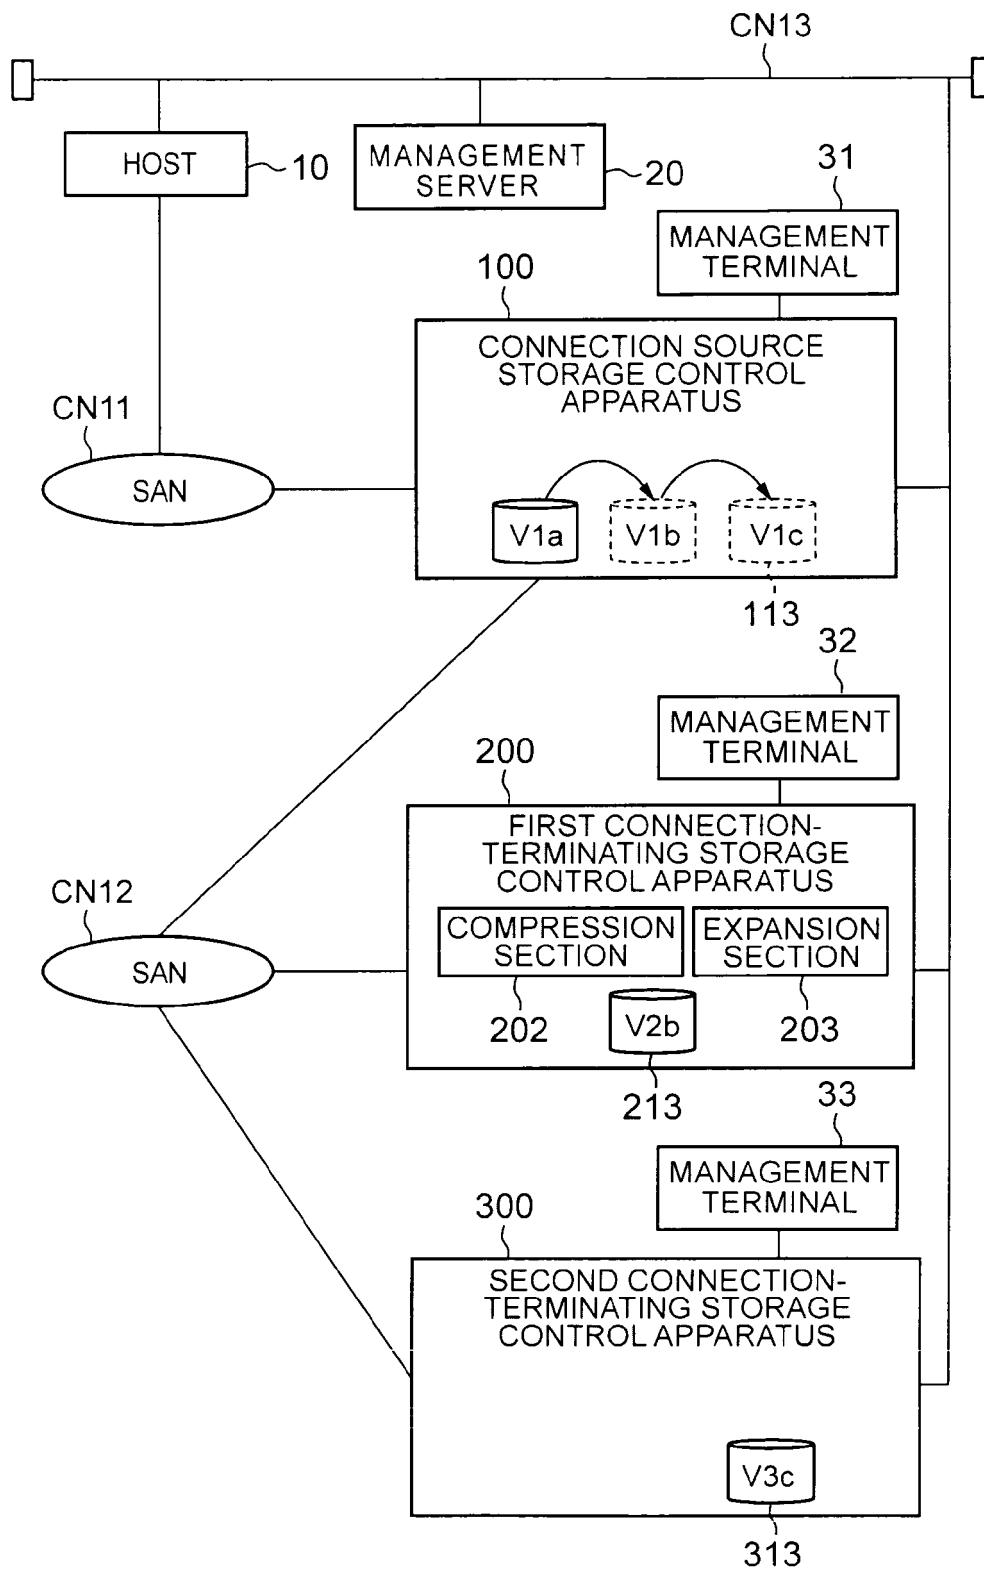 CN13
HOST
10
MANAGEMENT
SERVER
20
31
MANAGEMENT
TERMINAL
100
CONNECTION SOURCE
STORAGE CONTROL
APPARATUS
CN11
SAN
V1a
V1b
V1c
113
32
MANAGEMENT
TERMINAL
200
FIRST CONNECTION-
TERMINATING STORAGE
CONTROL APPARATUS
CN12
SAN
COMPRESSION
SECTION
EXPANSION
SECTION
202
V2b
203
213
33
MANAGEMENT
TERMINAL
300
SECOND CONNECTION-
TERMINATING STORAGE
CONTROL APPARATUS
V3c
313